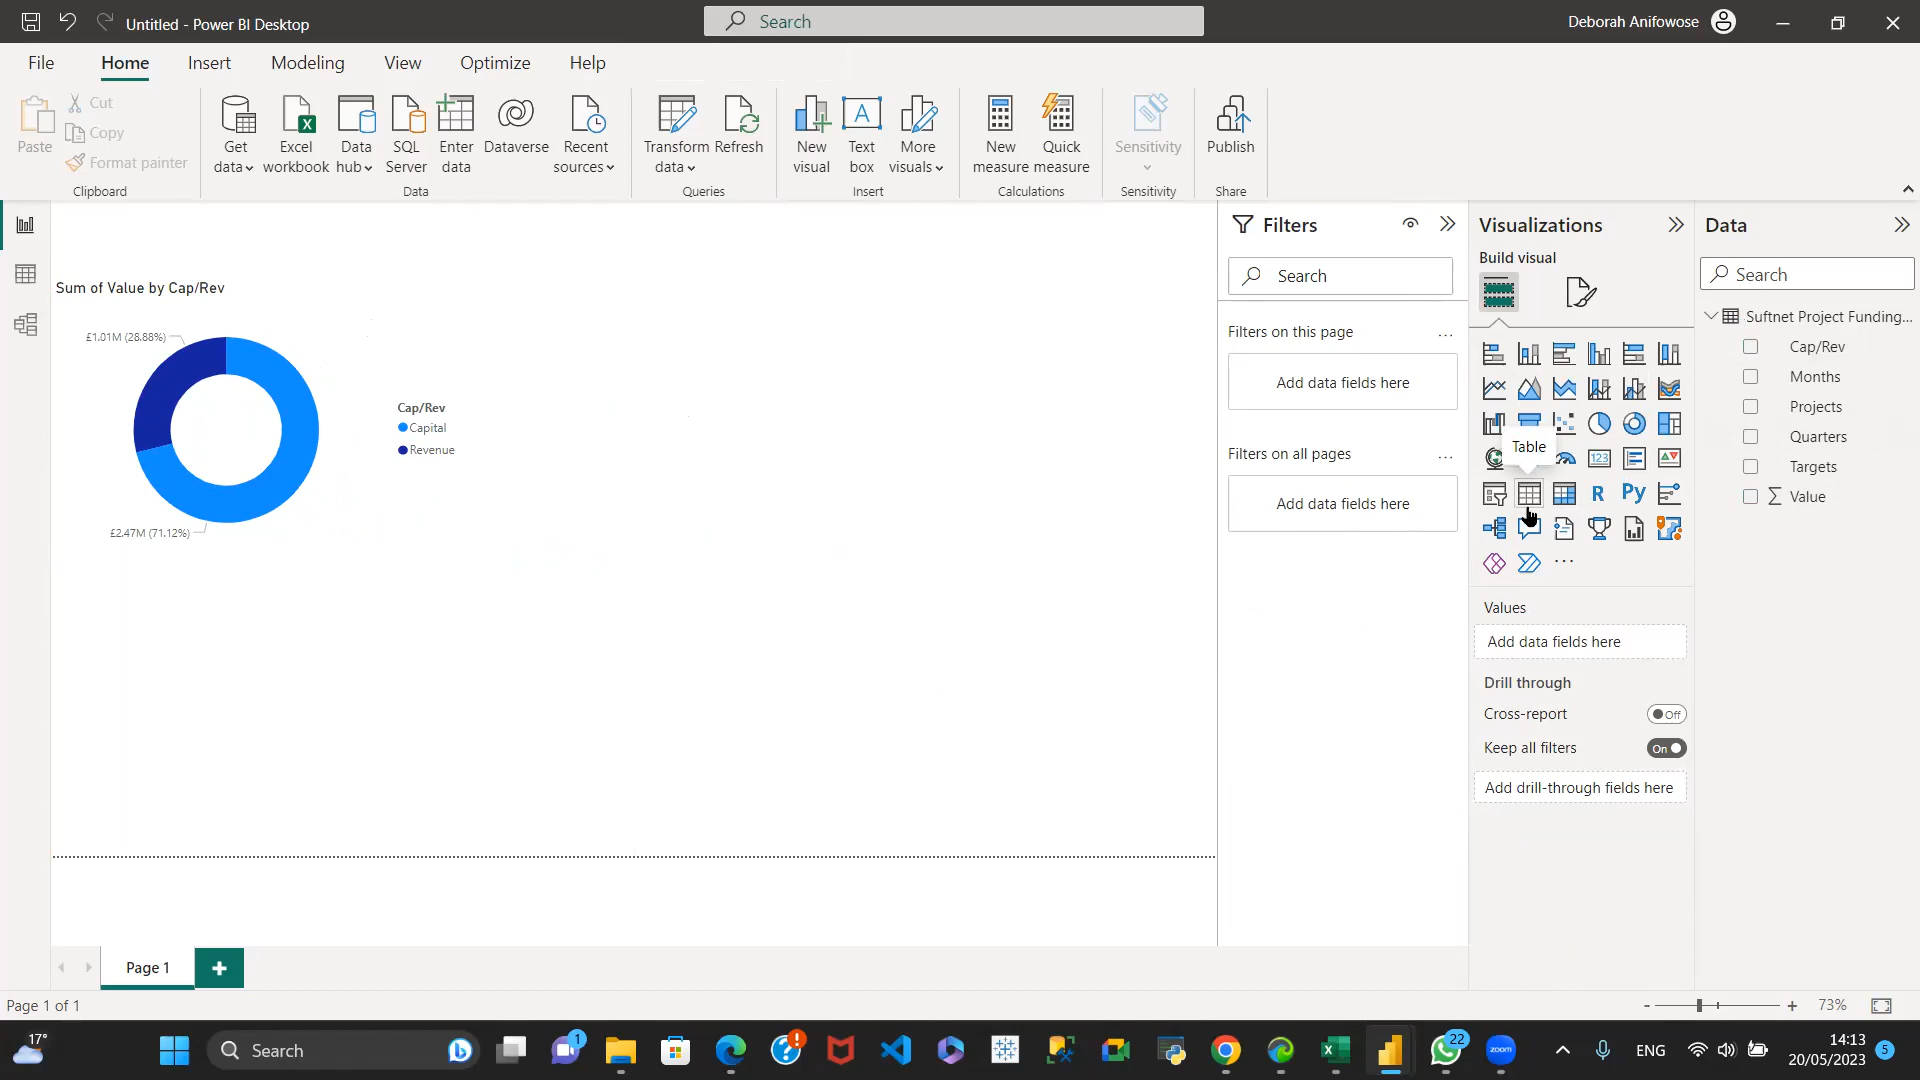 Untitled - Power BI Desktop
Search
Deborah Anifowose
File
Home
Insert
Modeling
View
Optimize
Help
Paste
Cut
Copy
Format painter
Clipboard
Get data
Excel workbook
Data hub
SQL Server
Enter data
Dataverse
Recent sources
Data
Transform data
Refresh
Queries
New visual
Text box
More visuals
Insert
New measure
Quick measure
Calculations
Sensitivity
Sensitivity
Publish
Share
Sum of Value by Cap/Rev
£1.01M (28.88%)
£2.47M (71.12%)
Cap/Rev
Capital
Revenue
Filters
Search
Filters on this page
...
Add data fields here
Filters on all pages
...
Add data fields here
Visualizations
Build visual
Table
123
R
Py
...
Values
Add data fields here
Drill through
Cross-report
Off
Keep all filters
On
Add drill-through fields here
Data
Search
Suftnet Project Funding...
Cap/Rev
Months
Projects
Quarters
Targets
∑ Value
Page 1
+
Page 1 of 1
- + 73%
17°
Search
1
zoom
22
ENG
14:13
20/05/2023
5